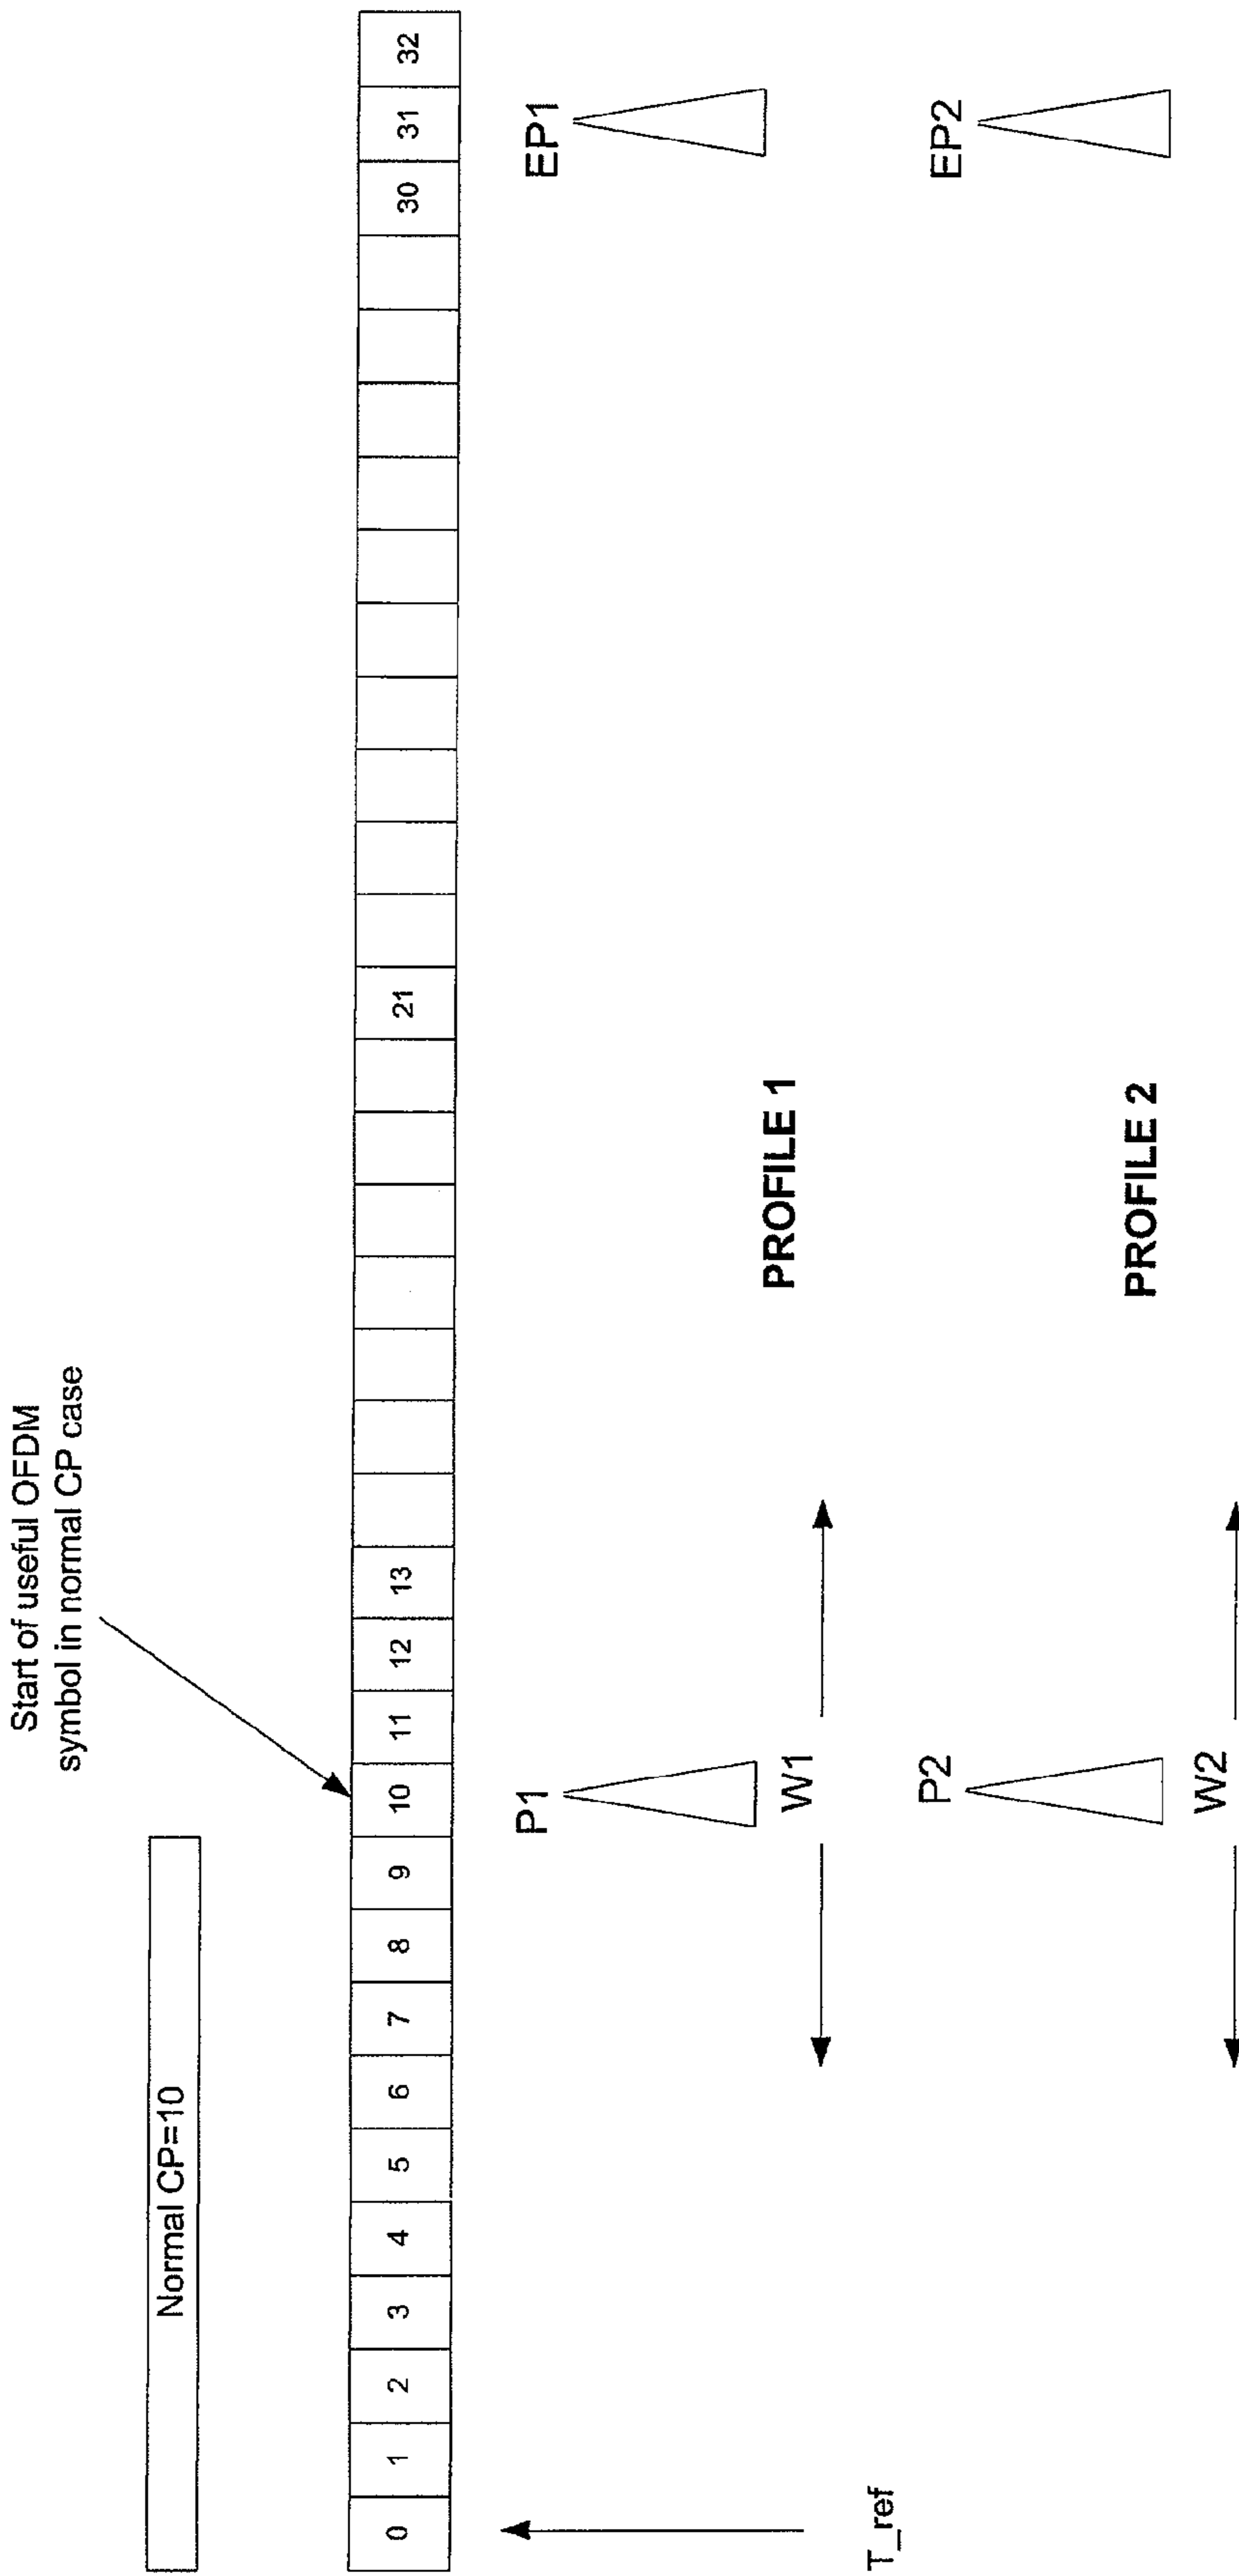 Start of useful OFDM
symbol in normal CP case
Normal CP=10
0 1 2 3 4 5 6 7 8 9 10 11 12 13 21 30 31 32
P1
EP1
W1
PROFILE 1
T_ref
P2
EP2
W2
PROFILE 2